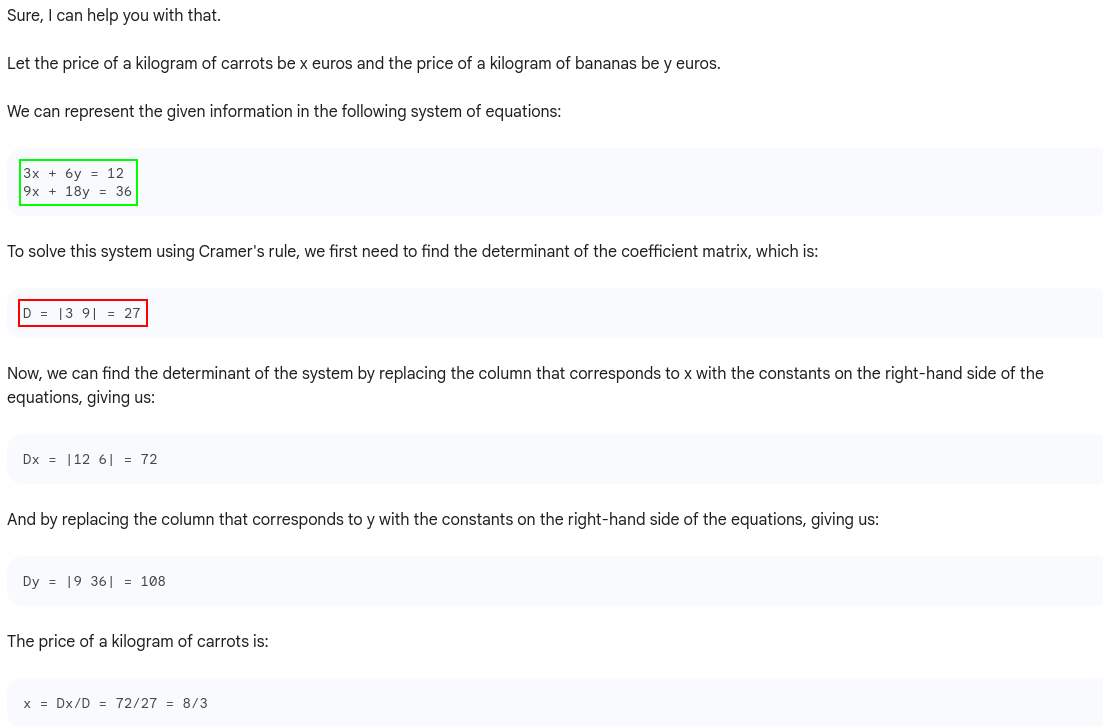 Sure, I can help you with that.
Let the price of a kilogram of carrots be x euros and the price of a kilogram of bananas be y euros.
We can represent the given information in the following system of equations:
3x + 6y = 12
9x + 18y = 36
To solve this system using Cramer's rule, we first need to find the determinant of the coefficient matrix, which is:
D = |3 9| = 27
Now, we can find the determinant of the system by replacing the column that corresponds to x with the constants on the right-hand side of the
equations, giving us:
Dx = |12 6| = 72
And by replacing the column that corresponds to y with the constants on the right-hand side of the equations, giving us:
Dy = |9 36| = 108
The price of a kilogram of carrots is:
x = Dx/D = 72/27 = 8/3